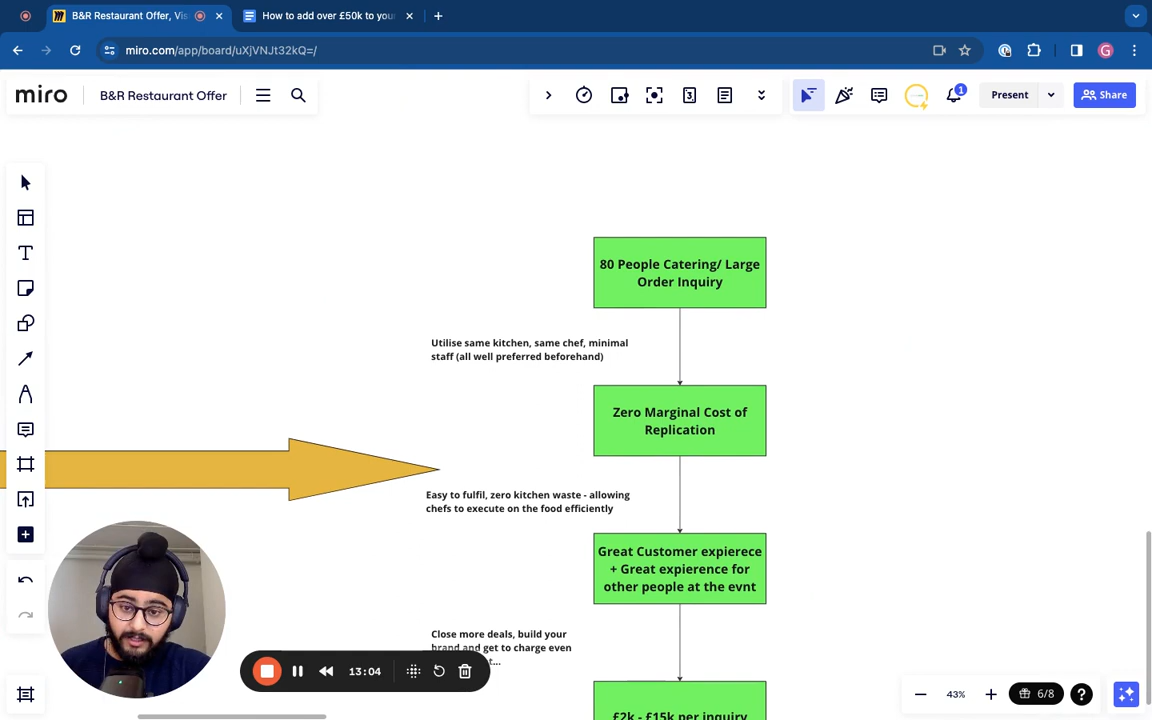 B&R Restaurant Offer, Vis
How to add over £50k to your
miro.com/app/board/uXjVNJt32kQ=/
G
miro
B&R Restaurant Offer
3
1
Present
Share
T
80 People Catering/ Large
Order Inquiry
Utilise same kitchen, same chef, minimal
staff (all well preferred beforehand)
Zero Marginal Cost of
Replication
Easy to fulfil, zero kitchen waste - allowing
chefs to execute on the food efficiently
Great Customer expierece
+ Great expierence for
other people at the evnt
Close more deals, build your
brand and get to charge even
£2k - £15k per inquiry
13:04
43%
6/8
?